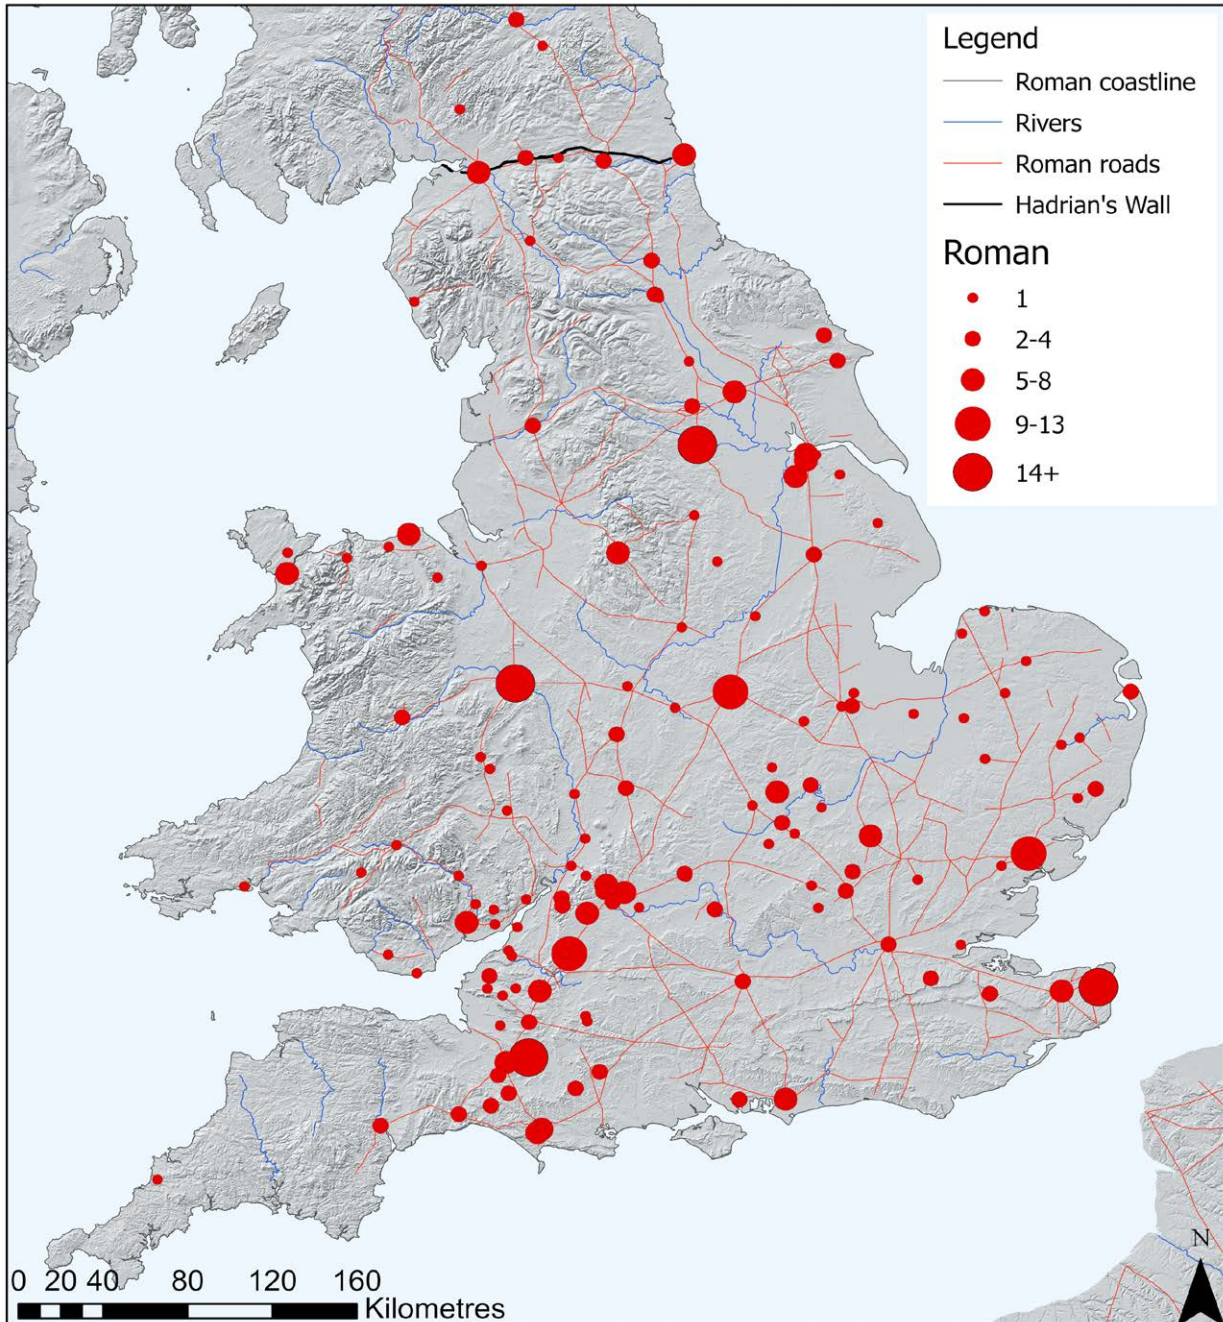 Legend
Roman coastline
Rivers
Roman roads
Hadrian's Wall
Roman
1
2-4
5-8
9-13
14+
N
0 20 40 80 120 160
Kilometres